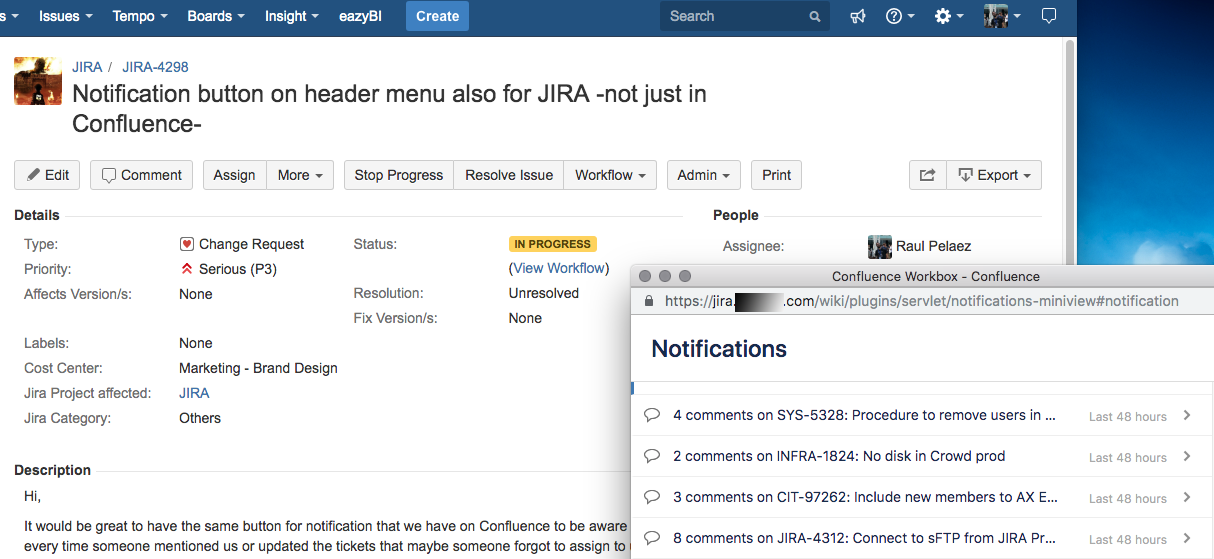 s Issues Tempo Boards Insight eazyBI Create Search
JIRA / JIRA-4298
Notification button on header menu also for JIRA -not just in
Confluence-
Edit Comment Assign More Stop Progress Resolve Issue Workflow Admin Print Export
Details
Type: Change Request
Priority: Serious (P3)
Affects Version/s: None
Status: IN PROGRESS
(View Workflow)
Resolution: Unresolved
Fix Version/s: None
Labels: None
Cost Center: Marketing - Brand Design
Jira Project affected: JIRA
Jira Category: Others
People
Assignee: Raul Pelaez
Description
Hi,
It would be great to have the same button for notification that we have on Confluence to be aware
every time someone mentioned us or updated the tickets that maybe someone forgot to assign to
Confluence Workbox - Confluence
https://jira. .com/wiki/plugins/servlet/notifications-miniview#notification
Notifications
4 comments on SYS-5328: Procedure to remove users in ... Last 48 hours
2 comments on INFRA-1824: No disk in Crowd prod Last 48 hours
3 comments on CIT-97262: Include new members to AX E... Last 48 hours
8 comments on JIRA-4312: Connect to sFTP from JIRA Pr... Last 48 hours